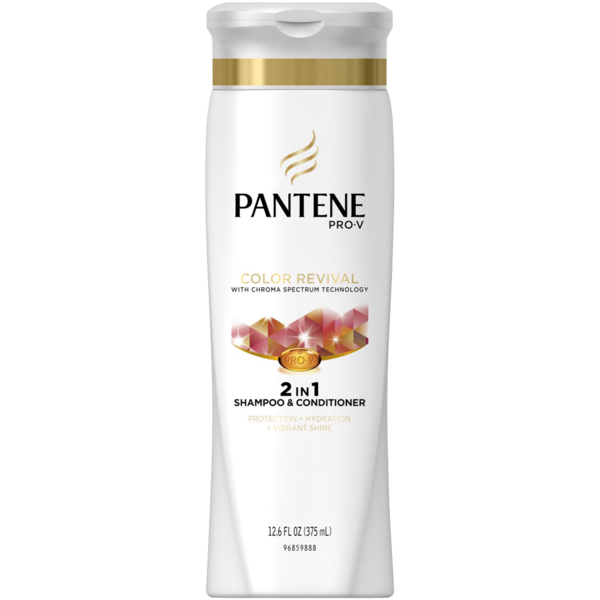 PANTENE
PRO-V
COLOR REVIVAL
WITH CHROMA SPECTRUM TECHNOLOGY
PRO-V
2 IN 1
SHAMPOO & CONDITIONER
PROTECTION + HYDRATION
+ VIBRANT SHINE
12.6 FL OZ (375 mL)
96859888